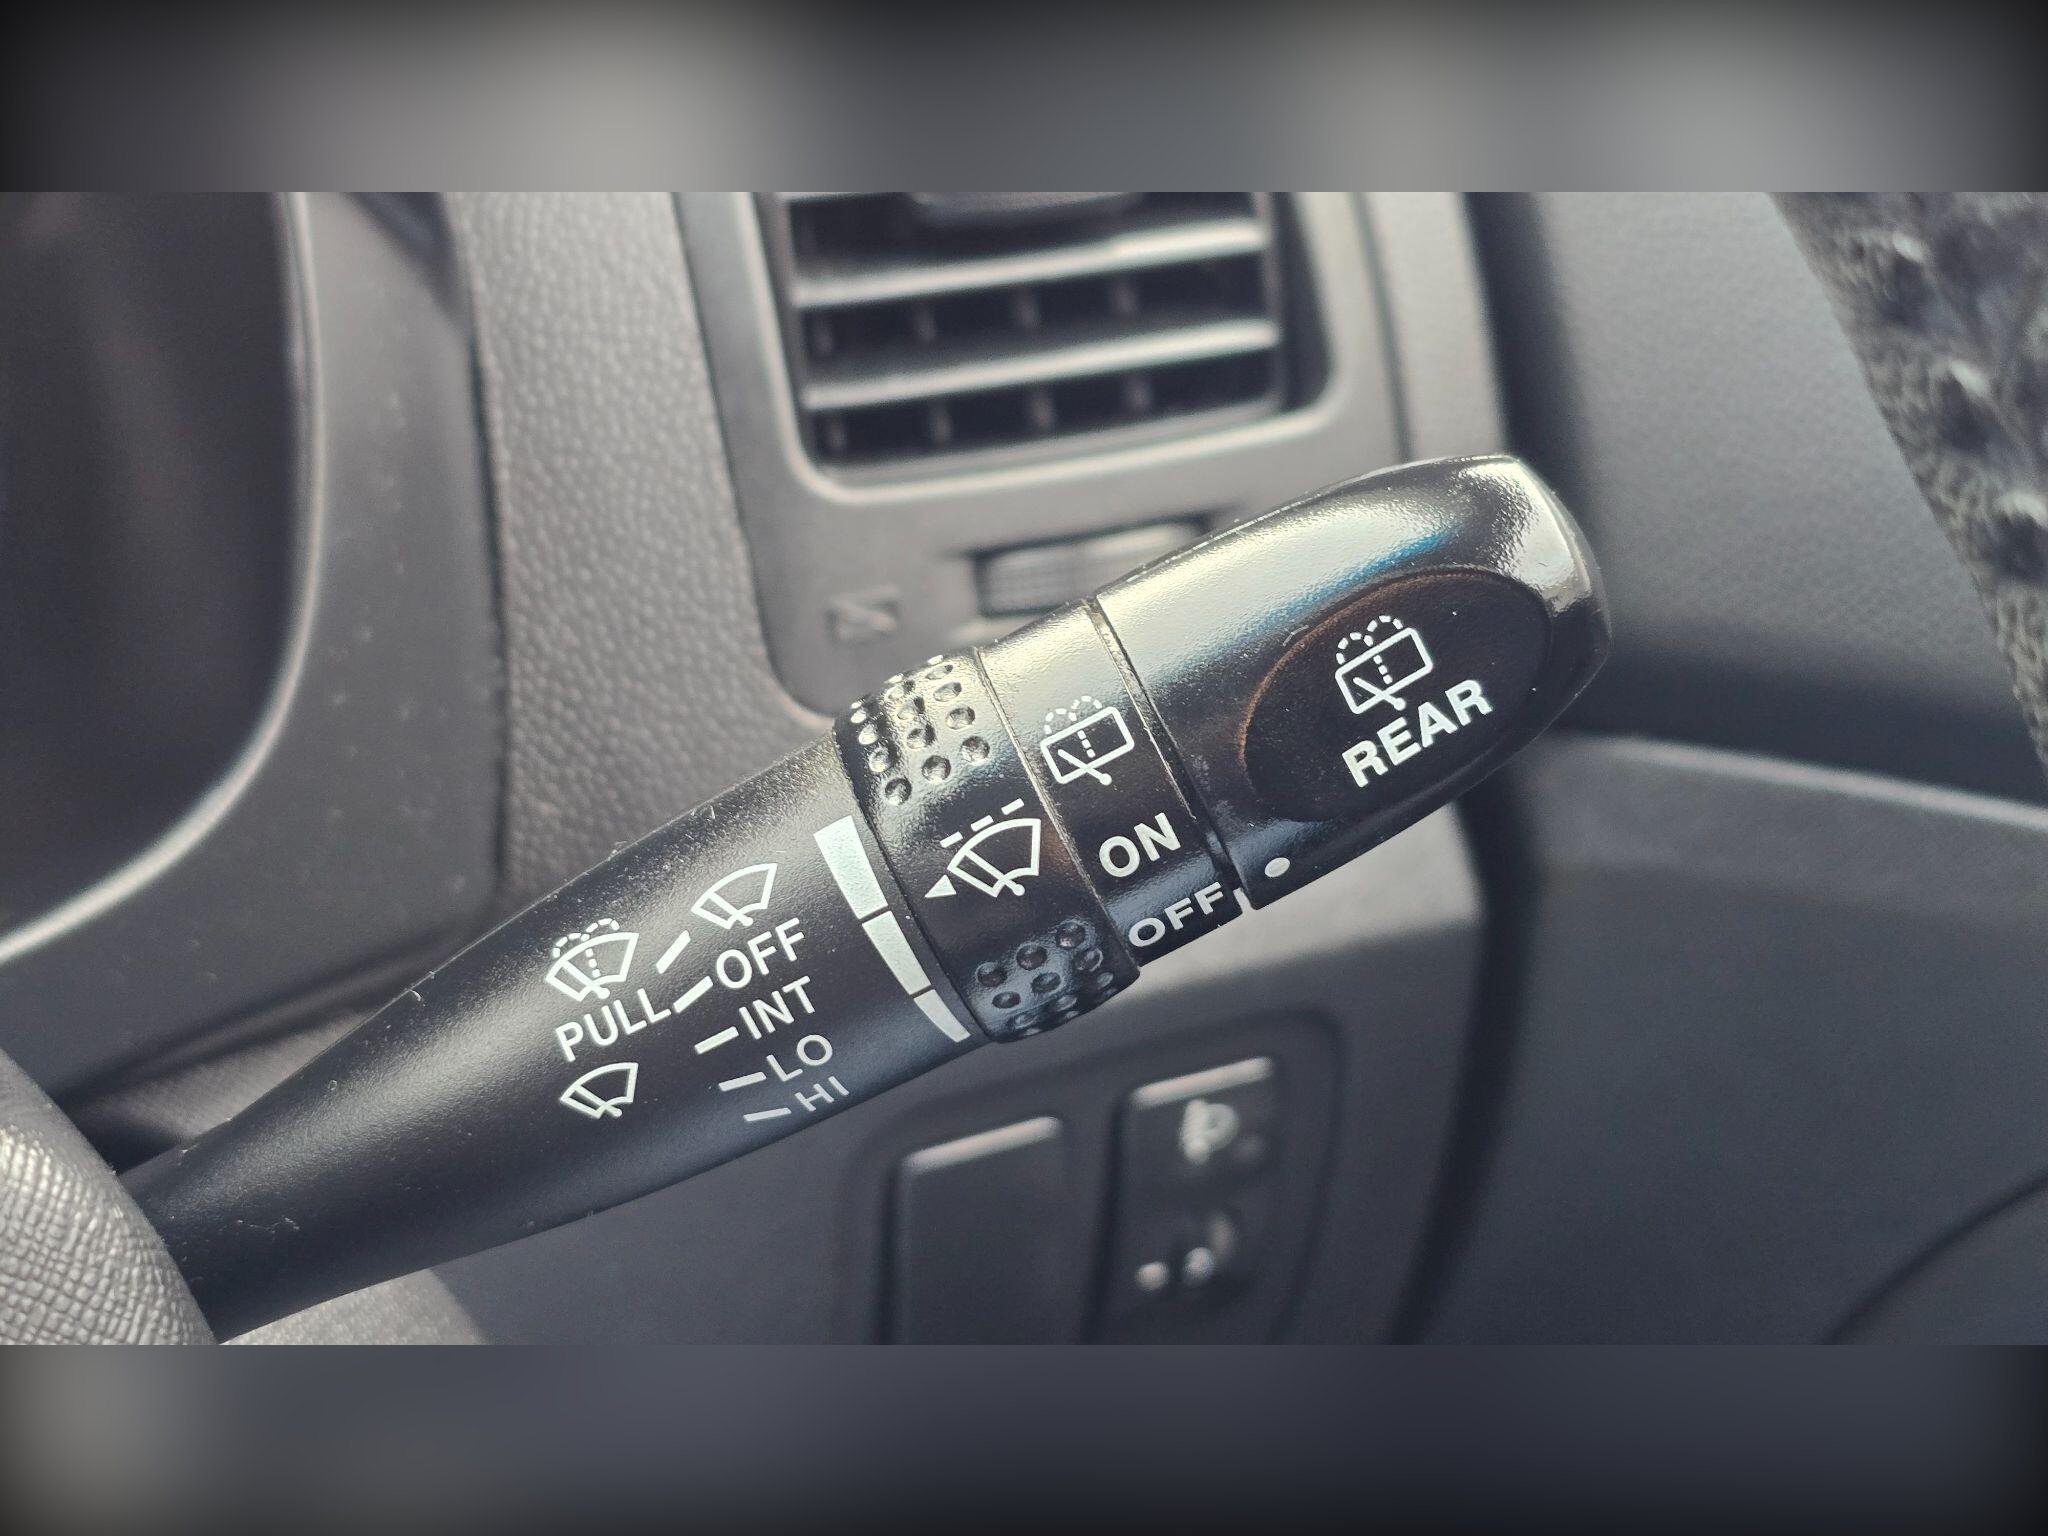 REAR
ON
OFF
PULL
OFF
INT
LO
HI